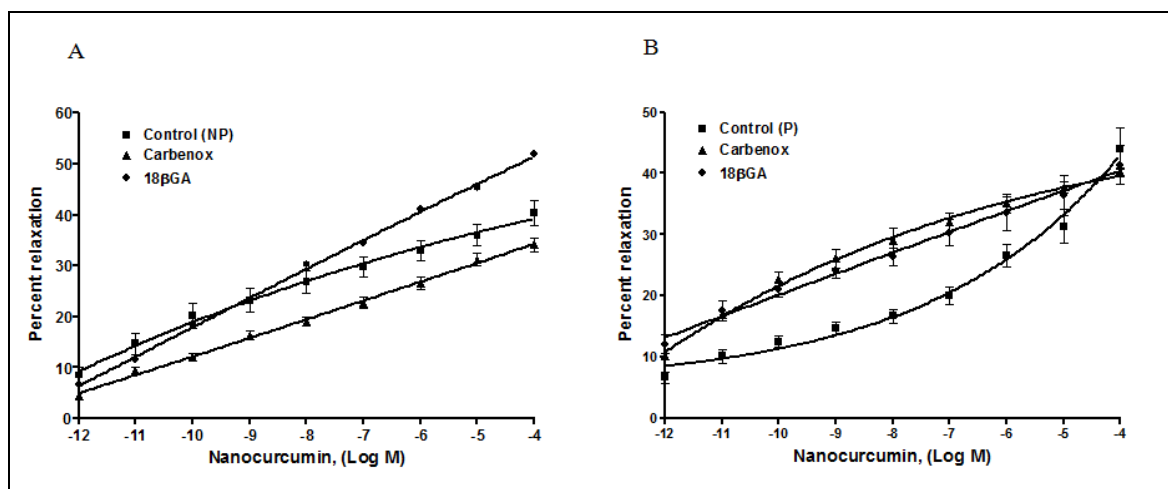 A
60
50
40
30
20
10
0
Percent relaxation
Control (NP)
Carbenox
18βGA
-12 -11 -10 -9 -8 -7 -6 -5 -4
Nanocurcumin, (Log M)
B
50
40
30
20
10
0
Percent relaxation
Control (P)
Carbenox
18βGA
-12 -11 -10 -9 -8 -7 -6 -5 -4
Nanocurcumin, (Log M)